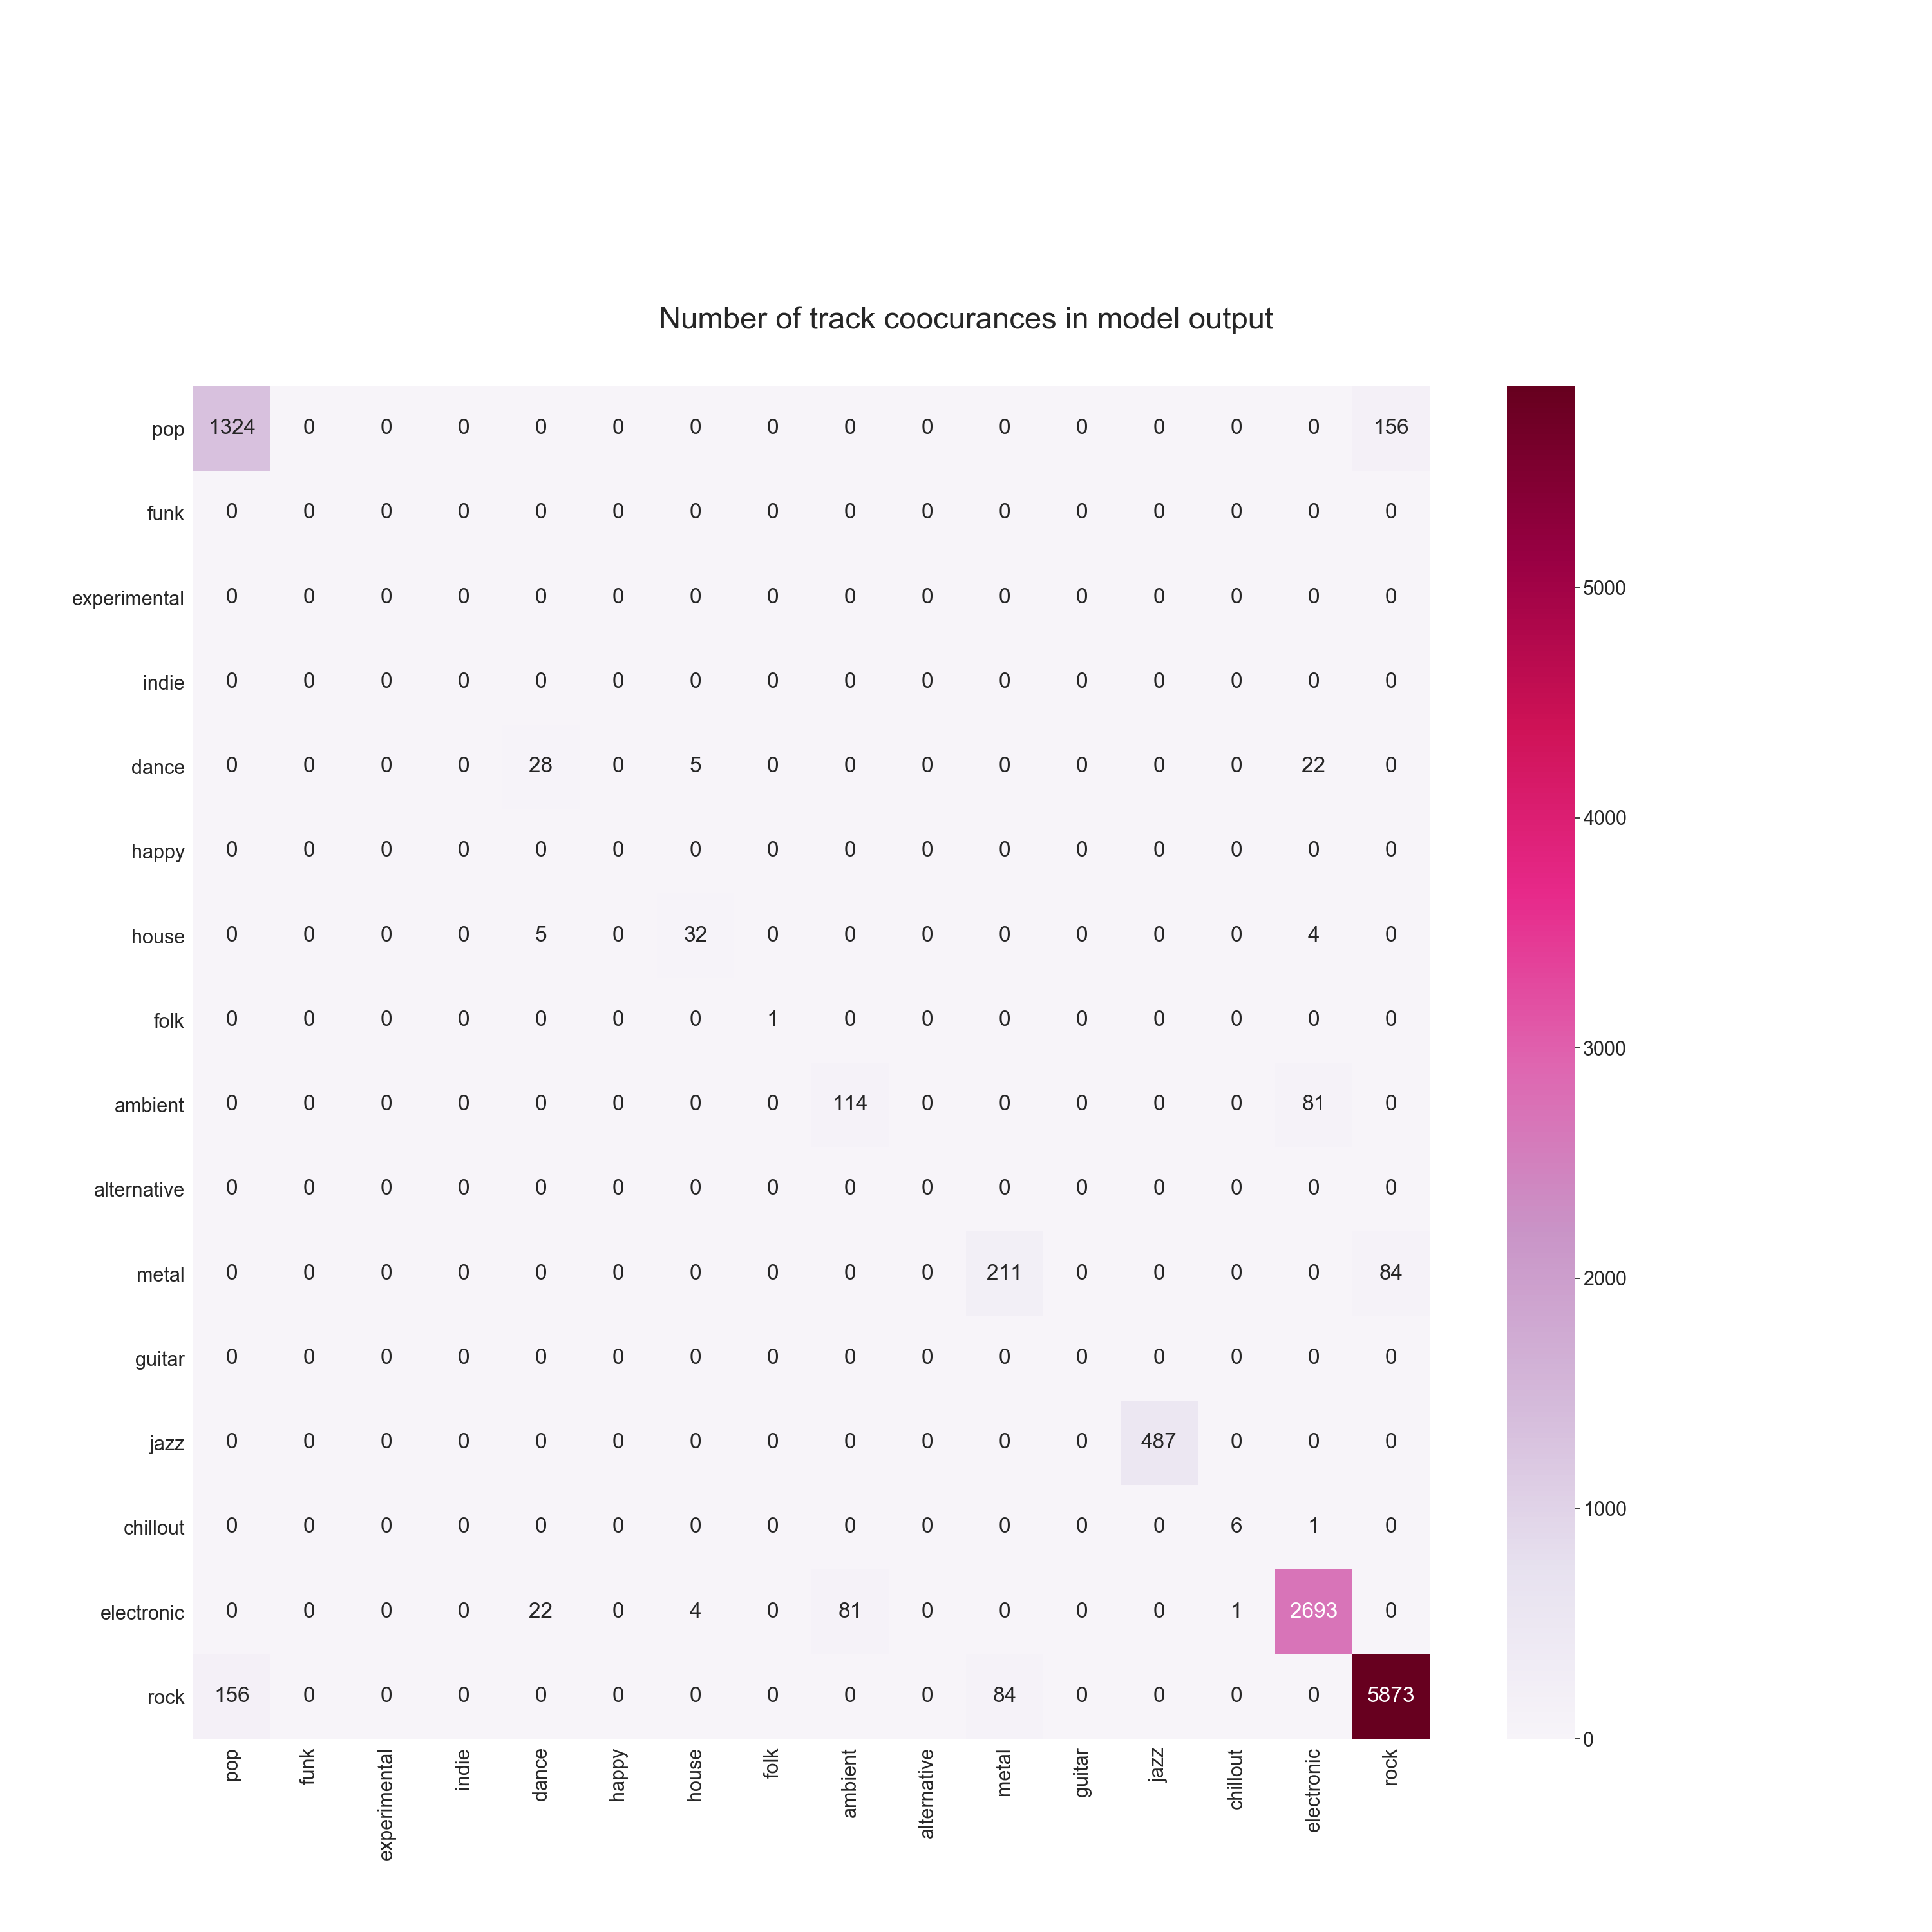 Number of track coocurances in model output
pop 1324 0 0 0 0 0 0 0 0 0 0 0 0 0 0 156
funk 0 0 0 0 0 0 0 0 0 0 0 0 0 0 0 0
experimental 0 0 0 0 0 0 0 0 0 0 0 0 0 0 0 0
indie 0 0 0 0 0 0 0 0 0 0 0 0 0 0 0 0
dance 0 0 0 0 28 0 5 0 0 0 0 0 0 0 22 0
happy 0 0 0 0 0 0 0 0 0 0 0 0 0 0 0 0
house 0 0 0 0 5 0 32 0 0 0 0 0 0 0 4 0
folk 0 0 0 0 0 0 0 1 0 0 0 0 0 0 0 0
ambient 0 0 0 0 0 0 0 0 114 0 0 0 0 0 81 0
alternative 0 0 0 0 0 0 0 0 0 0 0 0 0 0 0 0
metal 0 0 0 0 0 0 0 0 0 0 211 0 0 0 0 84
guitar 0 0 0 0 0 0 0 0 0 0 0 0 0 0 0 0
jazz 0 0 0 0 0 0 0 0 0 0 0 0 487 0 0 0
chillout 0 0 0 0 0 0 0 0 0 0 0 0 0 6 1 0
electronic 0 0 0 0 22 0 4 0 81 0 0 0 0 1 2693 0
rock 156 0 0 0 0 0 0 0 0 0 84 0 0 0 0 5873
pop funk experimental indie dance happy house folk ambient alternative metal guitar jazz chillout electronic rock
5000
4000
3000
2000
1000
0